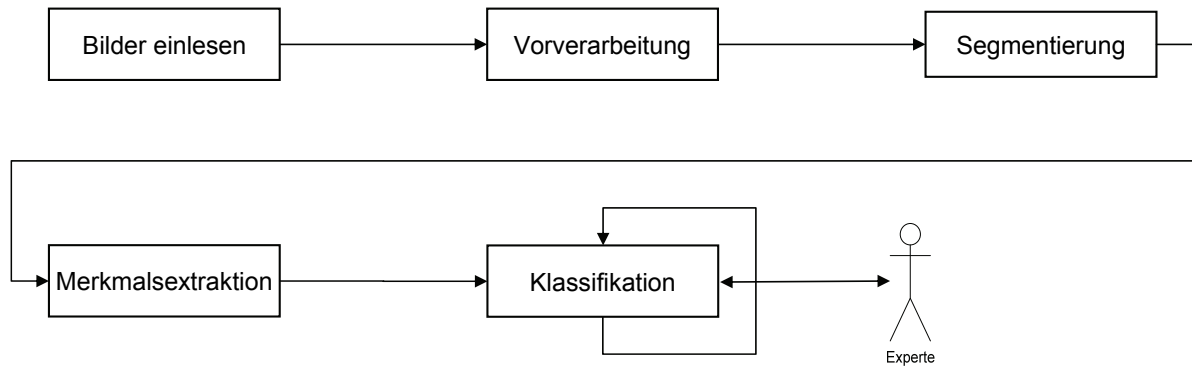 Bilder einlesen
Vorverarbeitung
Segmentierung
Merkmalsextraktion
Klassifikation
Experte